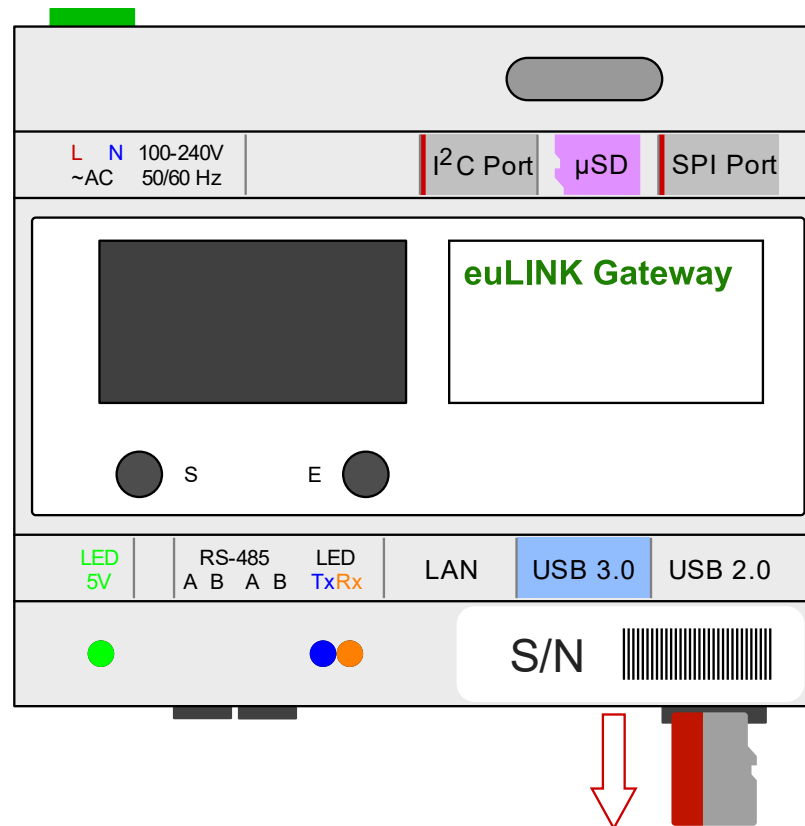 L N 100-240V I²C Port µSD SPI Port
~AC 50/60 Hz
euLINK Gateway
S E
LED RS-485 LED LAN USB 3.0 USB 2.0
5V A B A B TxRx
S/N